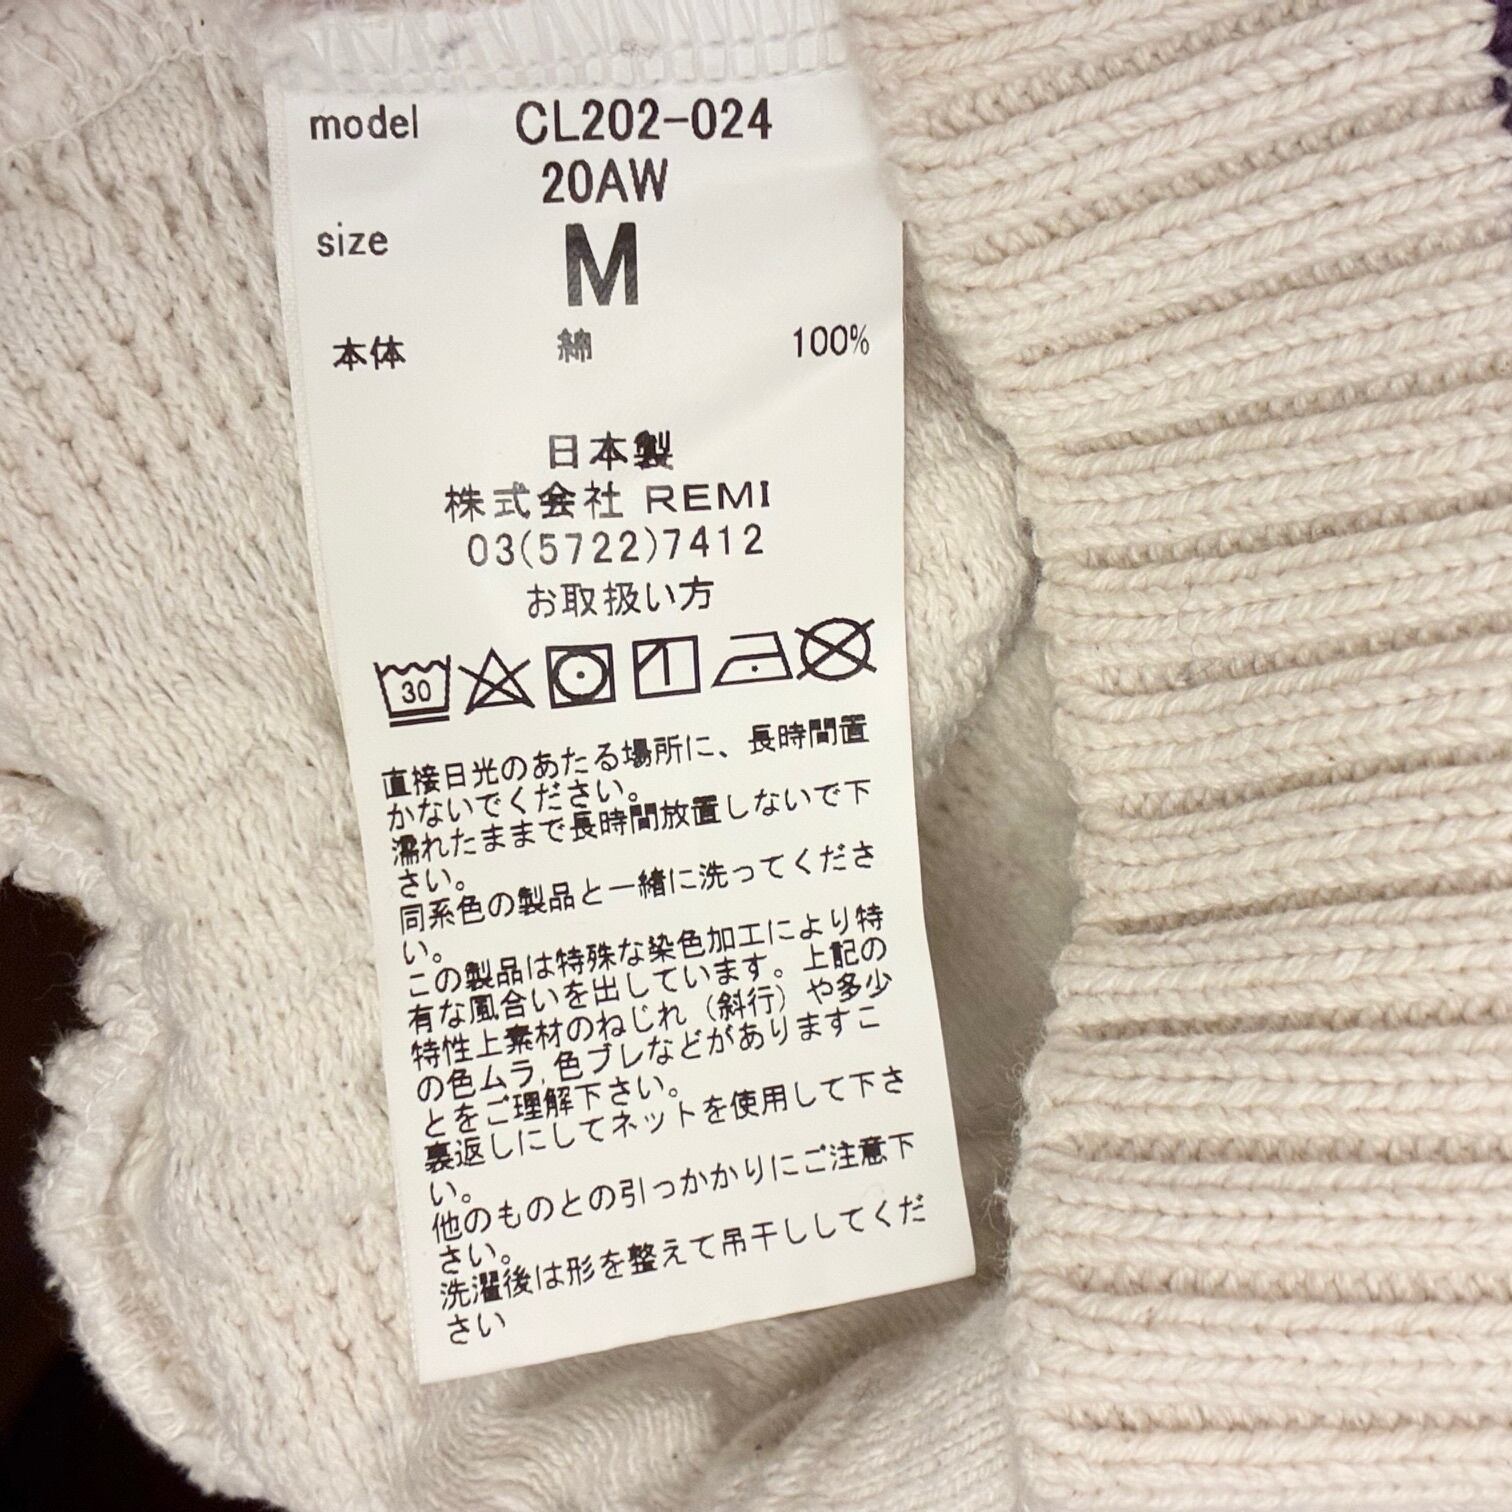 model CL202-024
20AW
size M
本体 綿 100%
日本製
株式会社 REMI
03(5722)7412
お取扱い方
30
直接日光のあたる場所に、長時間置
かないでください。
濡れたままで長時間放置しないで下
さい。
同系色の製品と一緒に洗ってくださ
い。
この製品は特殊な染色加工により特
有な風合いを出しています。上記の
特性上素材のねじれ（斜行）や多少
の色ムラ,色ブレなどがありますこ
とをご理解下さい。
裏返しにしてネットを使用して下さ
い。
他のものとの引っかかりにご注意下
さい。
洗濯後は形を整えて吊干ししてくだ
さい